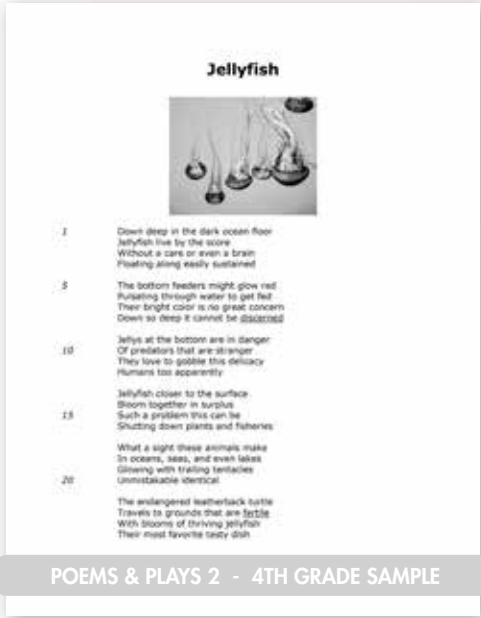 Jellyfish
1 Down deep in the dark ocean floor
Jellyfish live by the score
Without a care or even a brain
Floating along easily sustained
5 The bottom feeders might glow red
Pulsating through water to get fed
Their bright color is no great concern
Down so deep it cannot be discerned
Jellys at the bottom are in danger
10 Of predators that are stranger
They love to gobble this delicacy
Humans too apparently
Jellyfish closer to the surface
Bloom together in surplus
15 Such a problem this can be
Shutting down plants and fisheries
What a sight these animals make
In oceans, seas, and even lakes
Glowing with trailing tentacles
20 Unmistakable identical
The endangered leatherback turtle
Travels to grounds that are fertile
With blooms of thriving jellyfish
Their most favorite tasty dish
POEMS & PLAYS 2 - 4TH GRADE SAMPLE